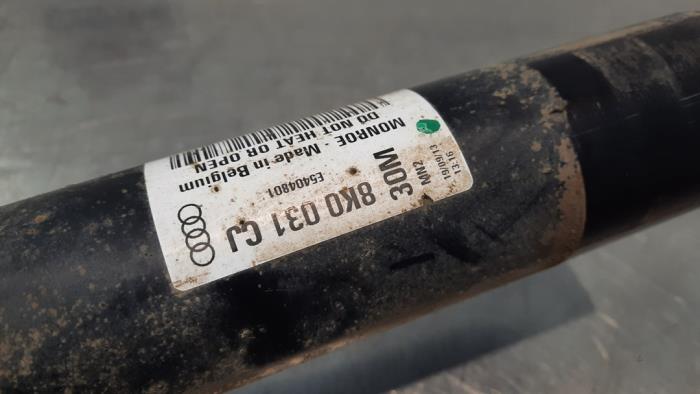 MONROE - Made in Belgium
DO NOT HEAT OR OPEN
E5404801
30M 8K0 031 CJ
MN2
19/09/13
13:16